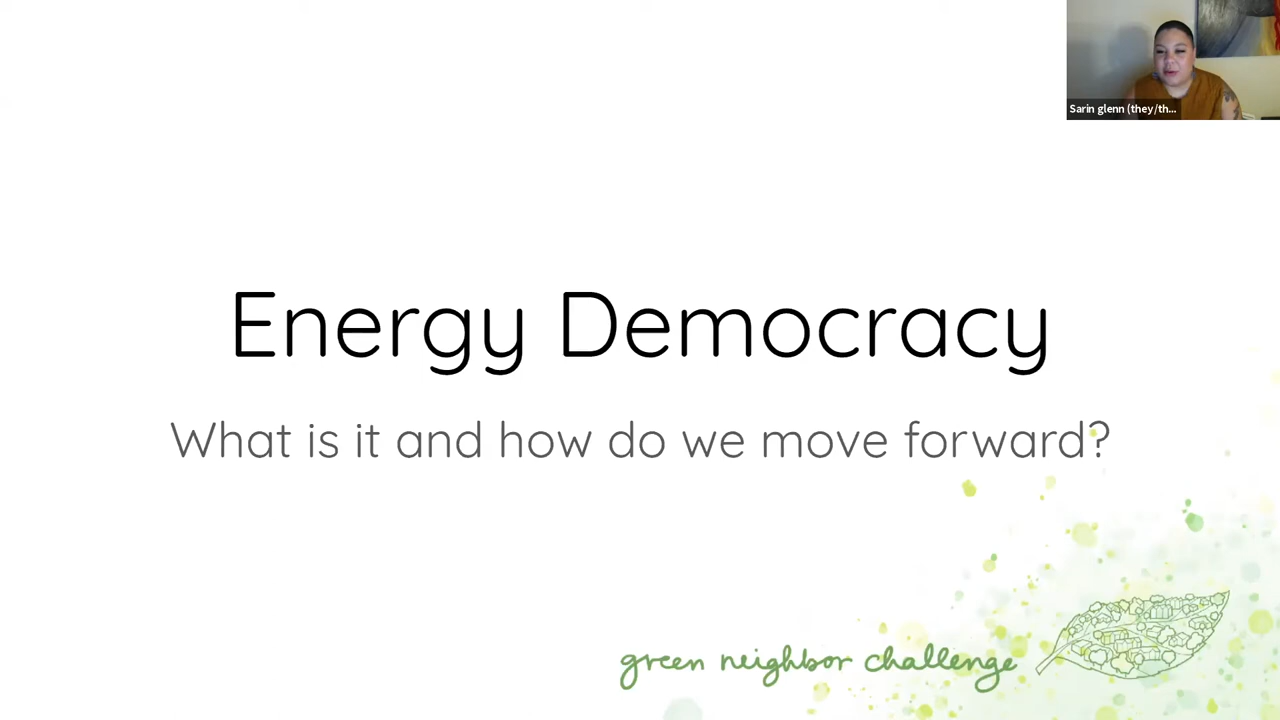 Sarin glenn (they/th...
Energy Democracy
What is it and how do we move forward?
green neighbor challenge